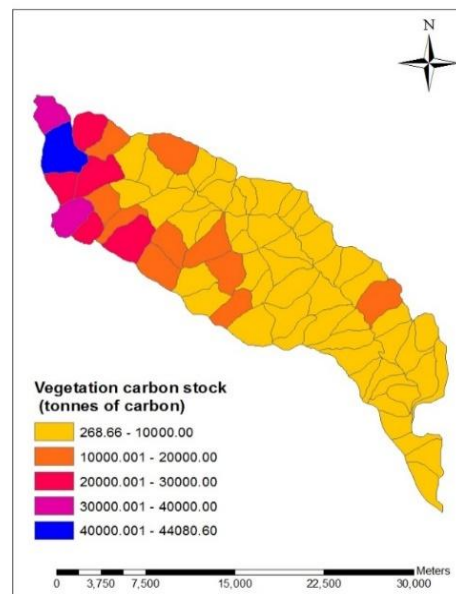 N
Vegetation carbon stock
(tonnes of carbon)
268.66 - 10000.00
10000.001 - 20000.00
20000.001 - 30000.00
30000.001 - 40000.00
40000.001 - 44080.60
Meters
0 3,750 7,500 15,000 22,500 30,000